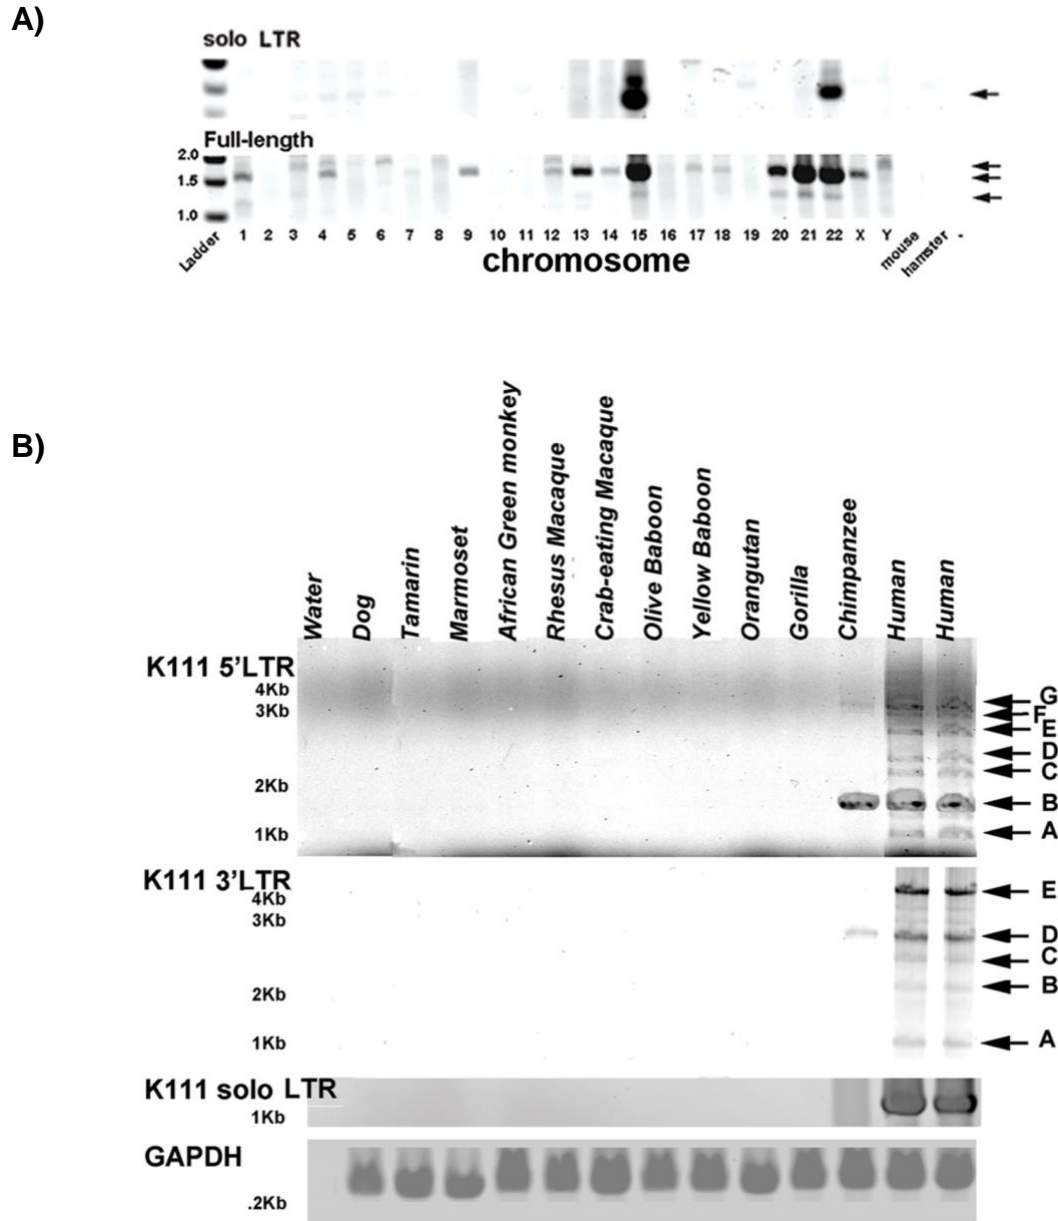 A)
solo LTR
Full-length
2.0
1.5
1.0
Ladder 1 2 3 4 5 6 7 8 9 10 11 12 13 14 15 16 17 18 19 20 21 22 X Y mouse hamster -
chromosome
B)
Water Dog Tamarin Marmoset African Green monkey Rhesus Macaque Crab-eating Macaque Olive Baboon Yellow Baboon Orangutan Gorilla Chimpanzee Human Human
K111 5'LTR
4Kb
3Kb
2Kb
1Kb
G
F
E
D
C
B
A
K111 3'LTR
4Kb
3Kb
2Kb
1Kb
E
D
C
B
A
K111 solo LTR
1Kb
GAPDH
.2Kb